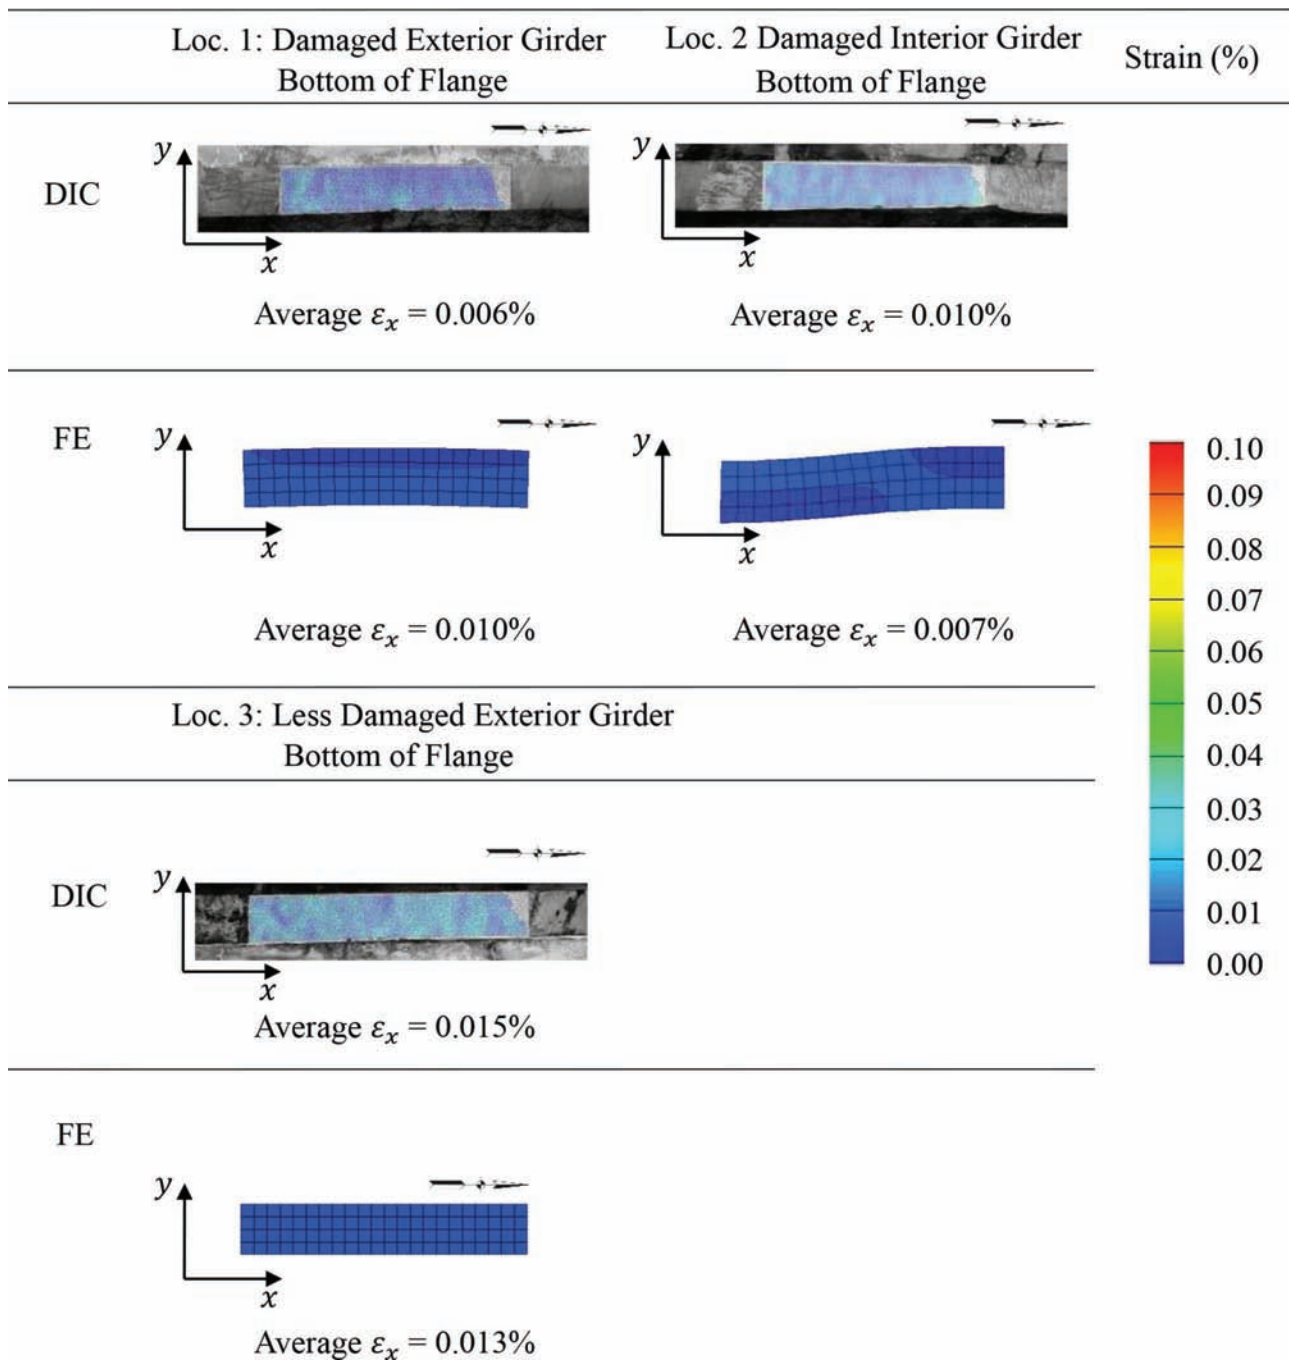 Loc. 1: Damaged Exterior Girder
Bottom of Flange
Loc. 2 Damaged Interior Girder
Bottom of Flange
Strain (%)
DIC
y
x
Average εx = 0.006%
y
x
Average εx = 0.010%
FE
y
x
Average εx = 0.010%
y
x
Average εx = 0.007%
0.10
0.09
0.08
0.07
0.06
0.05
0.04
0.03
0.02
0.01
0.00
Loc. 3: Less Damaged Exterior Girder
Bottom of Flange
DIC
y
x
Average εx = 0.015%
FE
y
x
Average εx = 0.013%